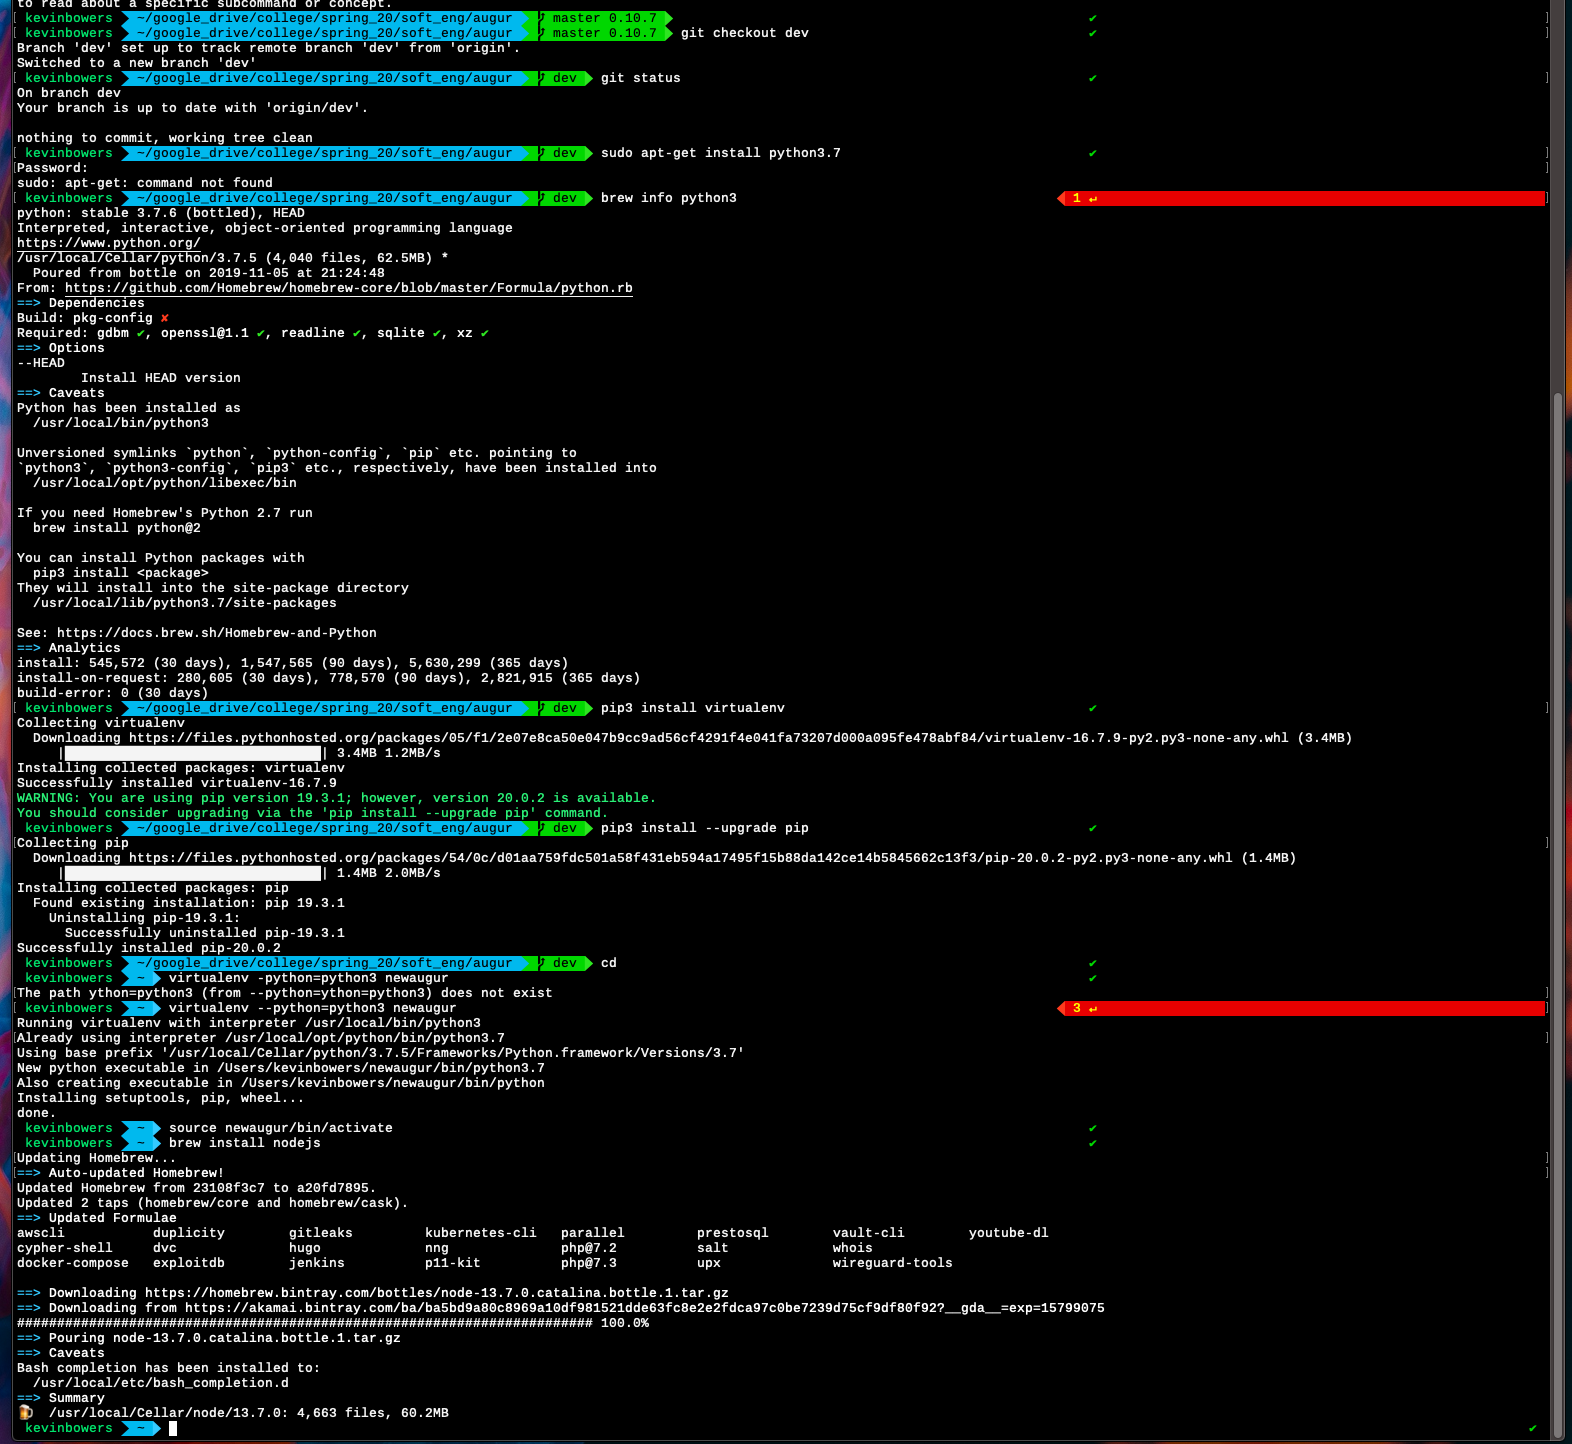 to read about a specific subcommand or concept.
kevinbowers ~/google_drive/college/spring_20/soft_eng/augur master 0.10.7 ✔
kevinbowers ~/google_drive/college/spring_20/soft_eng/augur master 0.10.7 git checkout dev ✔
Branch 'dev' set up to track remote branch 'dev' from 'origin'.
Switched to a new branch 'dev'
kevinbowers ~/google_drive/college/spring_20/soft_eng/augur dev git status ✔
On branch dev
Your branch is up to date with 'origin/dev'.
nothing to commit, working tree clean
kevinbowers ~/google_drive/college/spring_20/soft_eng/augur dev sudo apt-get install python3.7 ✔
Password:
sudo: apt-get: command not found
kevinbowers ~/google_drive/college/spring_20/soft_eng/augur dev brew info python3 1 ↵
python: stable 3.7.6 (bottled), HEAD
Interpreted, interactive, object-oriented programming language
https://www.python.org/
/usr/local/Cellar/python/3.7.5 (4,040 files, 62.5MB) *
Poured from bottle on 2019-11-05 at 21:24:48
From: https://github.com/Homebrew/homebrew-core/blob/master/Formula/python.rb
==> Dependencies
Build: pkg-config ✘
Required: gdbm ✔, openssl@1.1 ✔, readline ✔, sqlite ✔, xz ✔
==> Options
--HEAD
Install HEAD version
==> Caveats
Python has been installed as
/usr/local/bin/python3
Unversioned symlinks `python`, `python-config`, `pip` etc. pointing to
`python3`, `python3-config`, `pip3` etc., respectively, have been installed into
/usr/local/opt/python/libexec/bin
If you need Homebrew's Python 2.7 run
brew install python@2
You can install Python packages with
pip3 install <package>
They will install into the site-package directory
/usr/local/lib/python3.7/site-packages
See: https://docs.brew.sh/Homebrew-and-Python
==> Analytics
install: 545,572 (30 days), 1,547,565 (90 days), 5,630,299 (365 days)
install-on-request: 280,605 (30 days), 778,570 (90 days), 2,821,915 (365 days)
build-error: 0 (30 days)
kevinbowers ~/google_drive/college/spring_20/soft_eng/augur dev pip3 install virtualenv ✔
Collecting virtualenv
Downloading https://files.pythonhosted.org/packages/05/f1/2e07e8ca50e047b9cc9ad56cf4291f4e041fa73207d000a095fe478abf84/virtualenv-16.7.9-py2.py3-none-any.whl (3.4MB)
|████████████████████████████████| 3.4MB 1.2MB/s
Installing collected packages: virtualenv
Successfully installed virtualenv-16.7.9
WARNING: You are using pip version 19.3.1; however, version 20.0.2 is available.
You should consider upgrading via the 'pip install --upgrade pip' command.
kevinbowers ~/google_drive/college/spring_20/soft_eng/augur dev pip3 install --upgrade pip ✔
Collecting pip
Downloading https://files.pythonhosted.org/packages/54/0c/d01aa759fdc501a58f431eb594a17495f15b88da142ce14b5845662c13f3/pip-20.0.2-py2.py3-none-any.whl (1.4MB)
|████████████████████████████████| 1.4MB 2.0MB/s
Installing collected packages: pip
Found existing installation: pip 19.3.1
Uninstalling pip-19.3.1:
Successfully uninstalled pip-19.3.1
Successfully installed pip-20.0.2
kevinbowers ~/google_drive/college/spring_20/soft_eng/augur dev cd ✔
kevinbowers ~ virtualenv -python=python3 newaugur ✔
The path ython=python3 (from --python=ython=python3) does not exist
kevinbowers ~ virtualenv --python=python3 newaugur 3 ↵
Running virtualenv with interpreter /usr/local/bin/python3
Already using interpreter /usr/local/opt/python/bin/python3.7
Using base prefix '/usr/local/Cellar/python/3.7.5/Frameworks/Python.framework/Versions/3.7'
New python executable in /Users/kevinbowers/newaugur/bin/python3.7
Also creating executable in /Users/kevinbowers/newaugur/bin/python
Installing setuptools, pip, wheel...
done.
kevinbowers ~ source newaugur/bin/activate ✔
kevinbowers ~ brew install nodejs ✔
Updating Homebrew...
==> Auto-updated Homebrew!
Updated Homebrew from 23108f3c7 to a20fd7895.
Updated 2 taps (homebrew/core and homebrew/cask).
==> Updated Formulae
awscli duplicity gitleaks kubernetes-cli parallel prestosql vault-cli youtube-dl
cypher-shell dvc hugo nng php@7.2 salt whois
docker-compose exploitdb jenkins p11-kit php@7.3 upx wireguard-tools
==> Downloading https://homebrew.bintray.com/bottles/node-13.7.0.catalina.bottle.1.tar.gz
==> Downloading from https://akamai.bintray.com/ba/ba5bd9a80c8969a10df981521dde63fc8e2e2fdca97c0be7239d75cf9df80f92?__gda__=exp=15799075
######################################################################## 100.0%
==> Pouring node-13.7.0.catalina.bottle.1.tar.gz
==> Caveats
Bash completion has been installed to:
/usr/local/etc/bash_completion.d
==> Summary
🍺 /usr/local/Cellar/node/13.7.0: 4,663 files, 60.2MB
kevinbowers ~ ✔